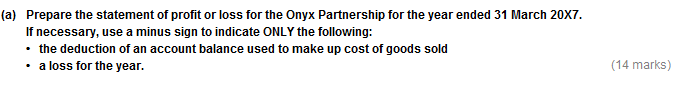 (a) Prepare the statement of profit or loss for the Onyx Partnership for the year ended 31 March 20X7.
If necessary, use a minus sign to indicate ONLY the following:
• the deduction of an account balance used to make up cost of goods sold
• a loss for the year. (14 marks)